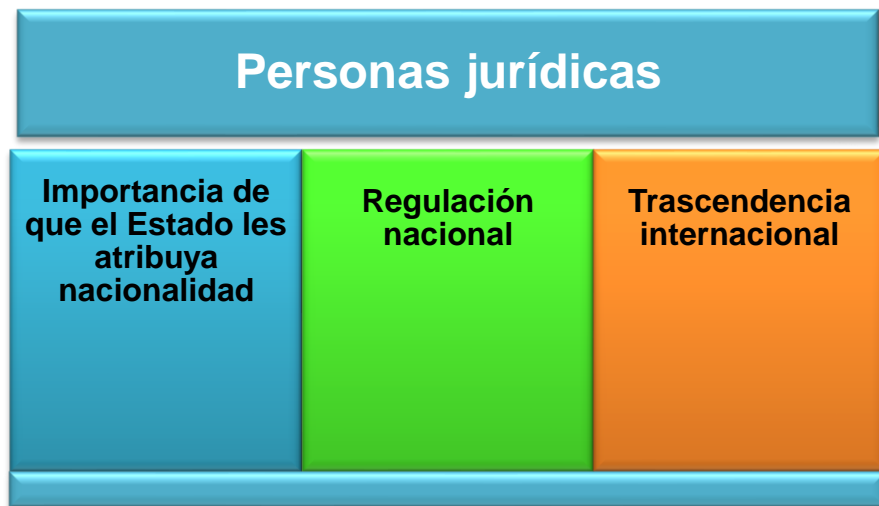 Personas jurídicas
Importancia de
que el Estado les
atribuya
nacionalidad
Regulación
nacional
Trascendencia
internacional